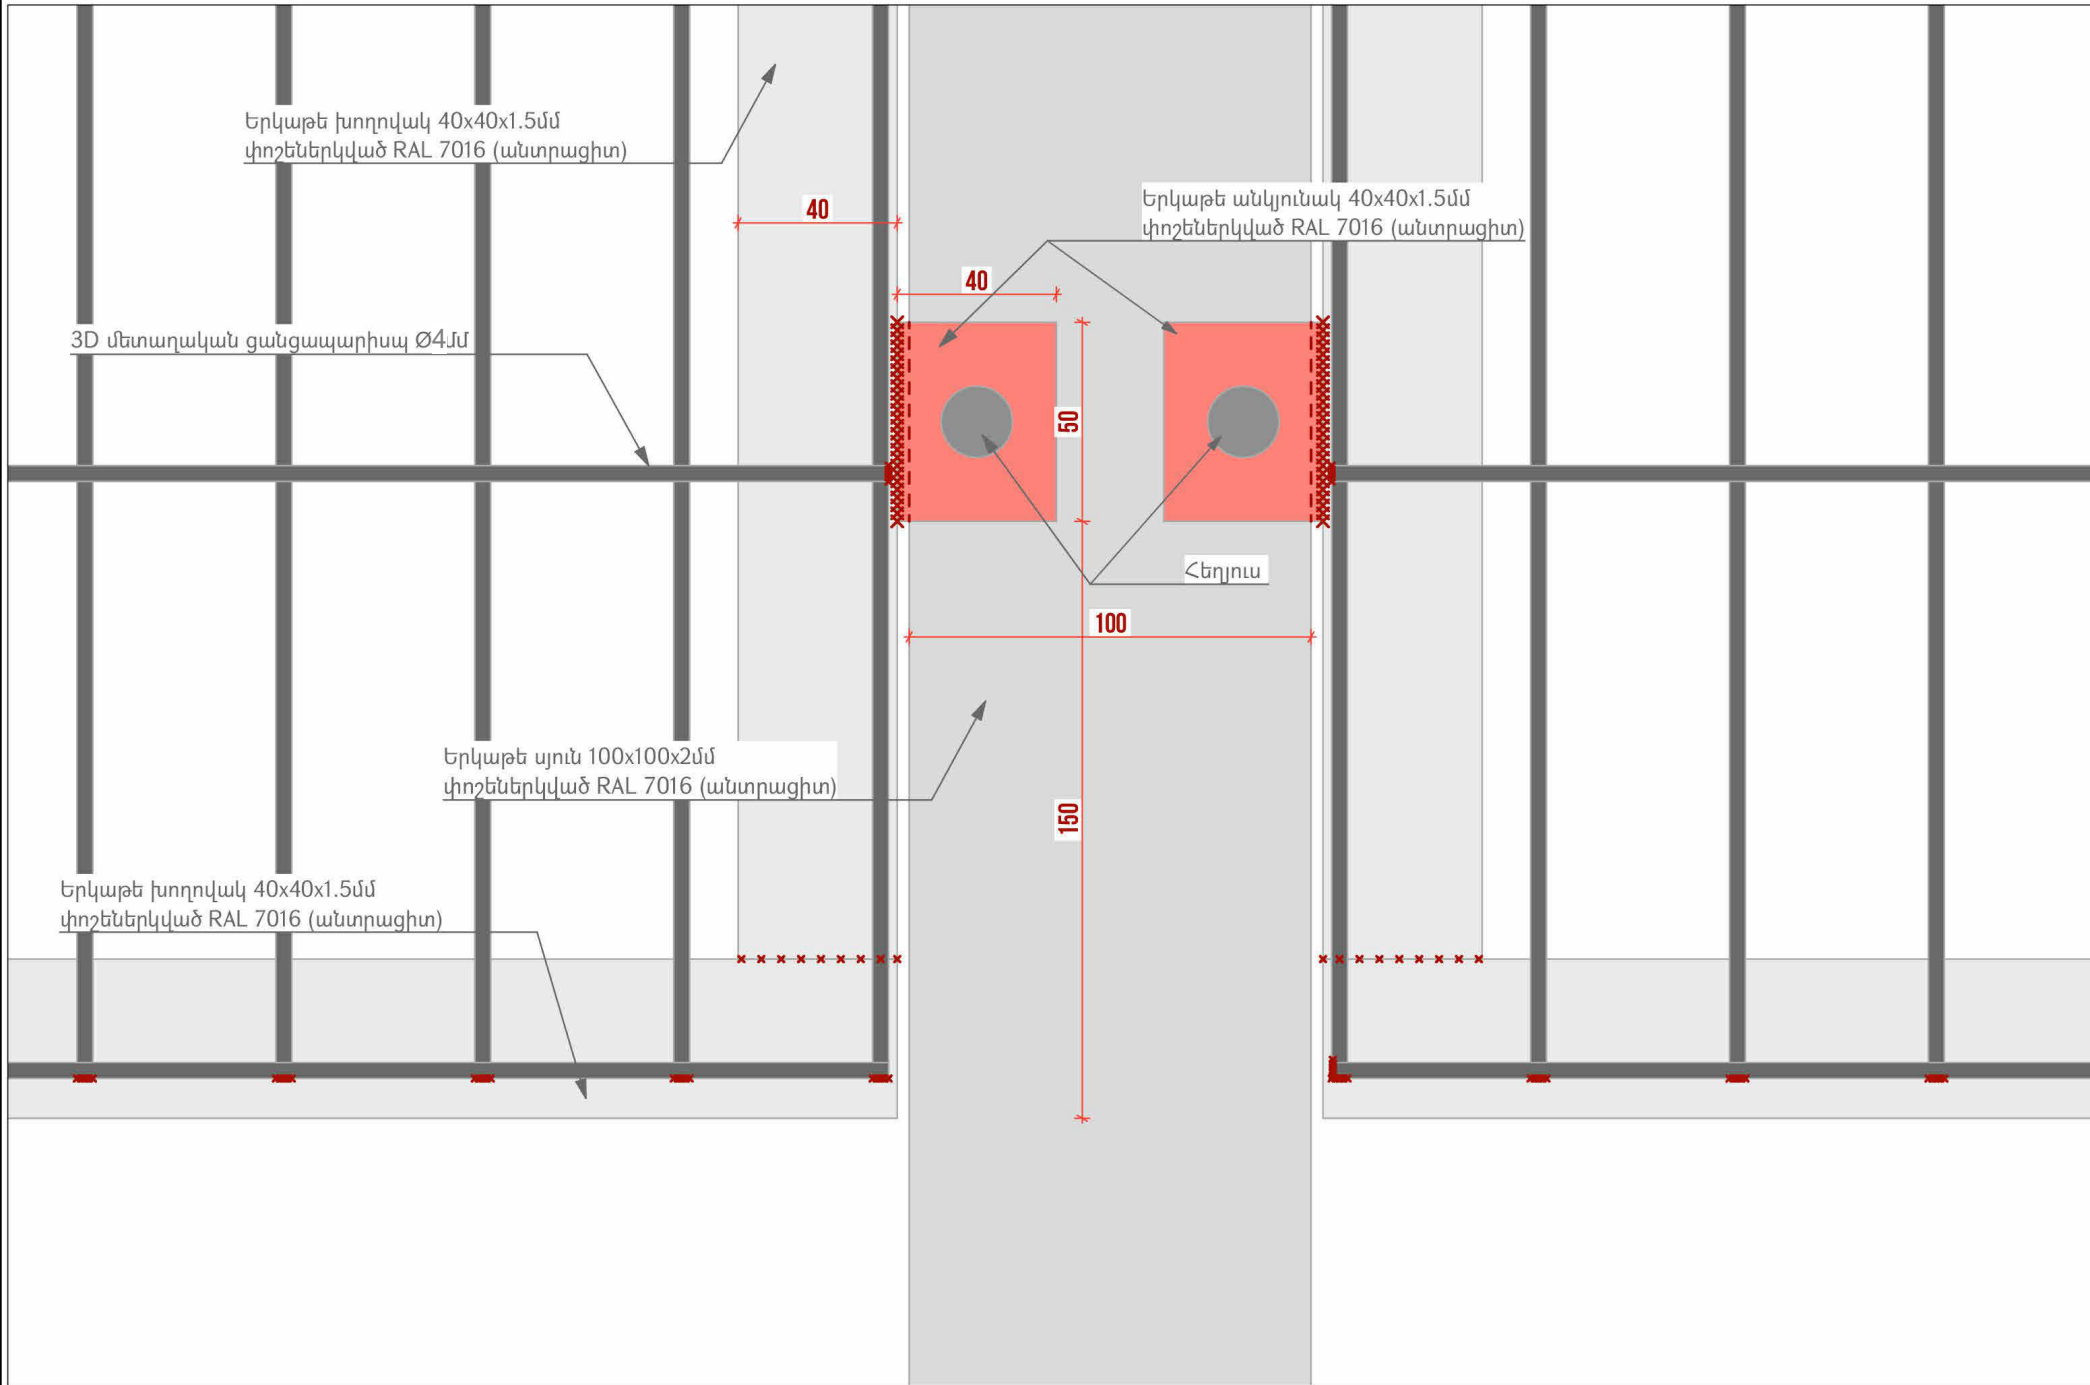 Երկաթե խողովակ 40x40x1.5մմ
փոշեներկված RAL 7016 (անտրացիտ)
Երկաթե անկյունակ 40x40x1.5մմ
փոշեներկված RAL 7016 (անտրացիտ)
40
40
3D մետաղական ցանցապարիսպ Ø4մմ
50
Հեղյուս
100
Երկաթե սյուն 100x100x2մմ
փոշեներկված RAL 7016 (անտրացիտ)
150
Երկաթե խողովակ 40x40x1.5մմ
փոշեներկված RAL 7016 (անտրացիտ)